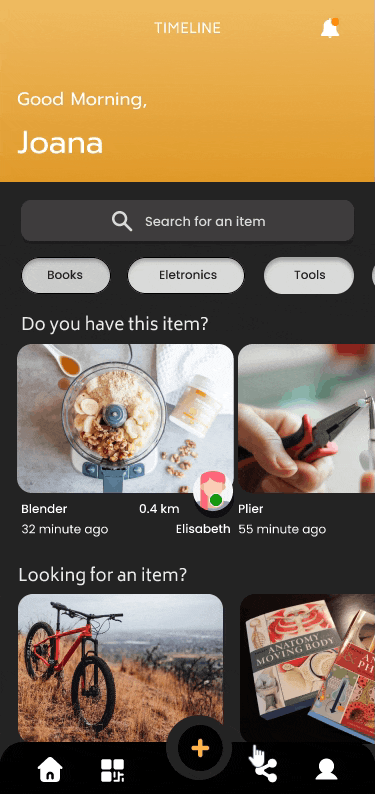 TIMELINE
Good Morning,
Joana
Search for an item
Books
Eletronics
Tools
Do you have this item?
Blender
0.4 km
Plier
32 minute ago
Elisabeth
55 minute ago
Looking for an item?
ANATOMY
MOVING BODY